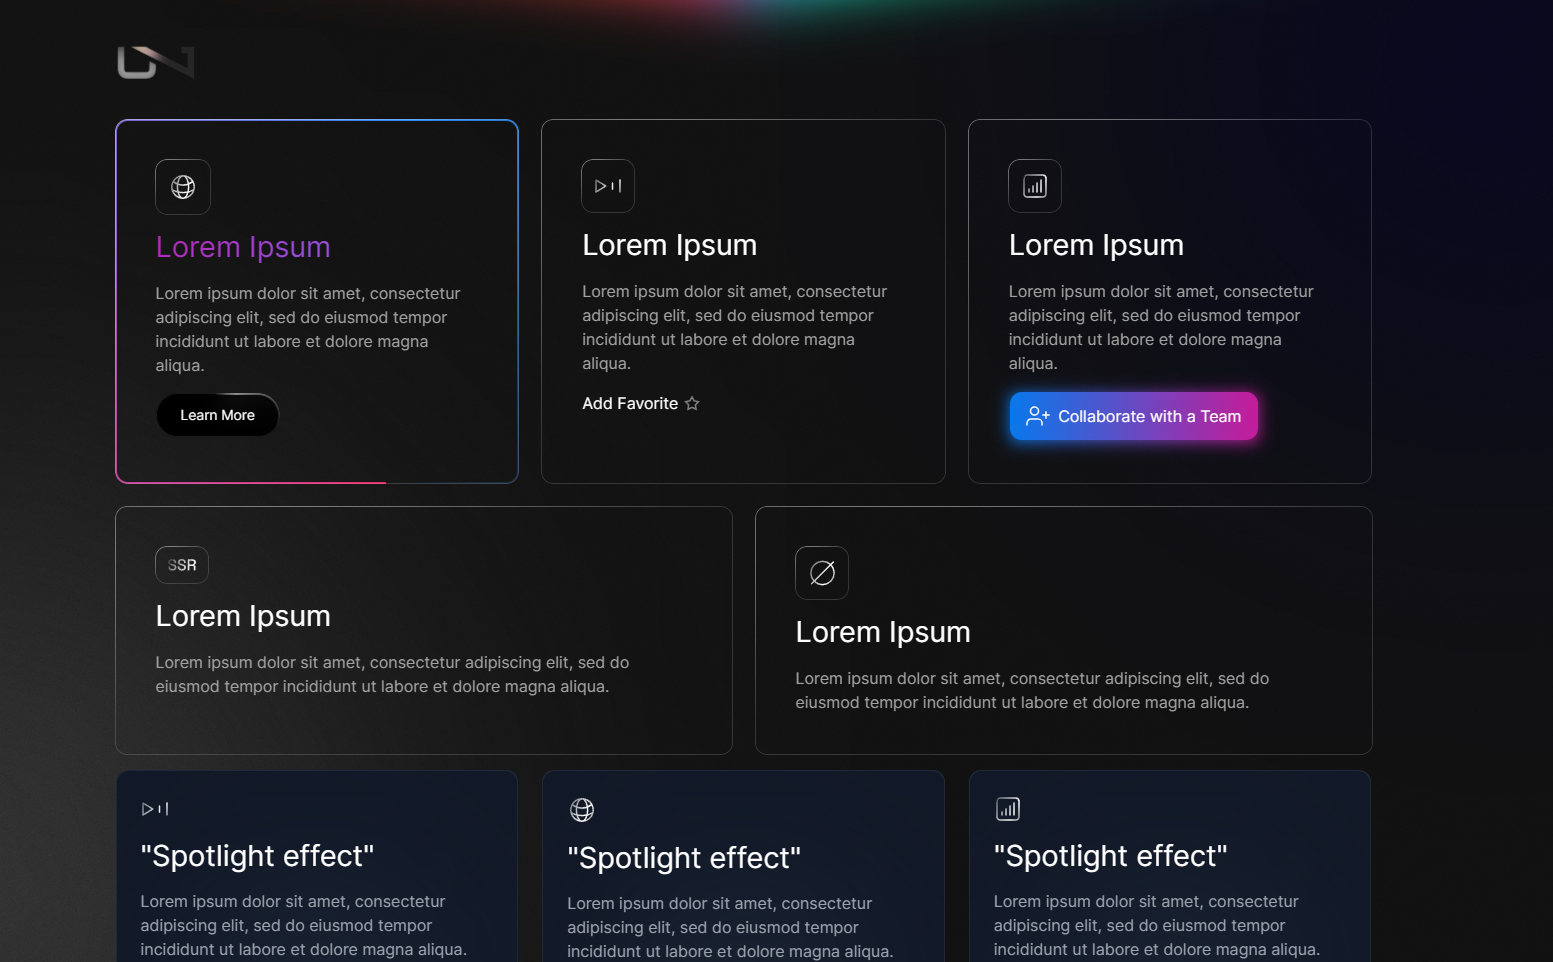 Lorem Ipsum
Lorem ipsum dolor sit amet, consectetur
adipiscing elit, sed do eiusmod tempor
incididunt ut labore et dolore magna
aliqua.
Learn More
Lorem Ipsum
Lorem ipsum dolor sit amet, consectetur
adipiscing elit, sed do eiusmod tempor
incididunt ut labore et dolore magna
aliqua.
Add Favorite
Lorem Ipsum
Lorem ipsum dolor sit amet, consectetur
adipiscing elit, sed do eiusmod tempor
incididunt ut labore et dolore magna
aliqua.
Collaborate with a Team
SSR
Lorem Ipsum
Lorem ipsum dolor sit amet, consectetur adipiscing elit, sed do
eiusmod tempor incididunt ut labore et dolore magna aliqua.
Lorem Ipsum
Lorem ipsum dolor sit amet, consectetur adipiscing elit, sed do
eiusmod tempor incididunt ut labore et dolore magna aliqua.
"Spotlight effect"
Lorem ipsum dolor sit amet, consectetur
adipiscing elit, sed do eiusmod tempor
incididunt ut labore et dolore magna aliqua.
"Spotlight effect"
Lorem ipsum dolor sit amet, consectetur
adipiscing elit, sed do eiusmod tempor
incididunt ut labore et dolore magna aliqua.
"Spotlight effect"
Lorem ipsum dolor sit amet, consectetur
adipiscing elit, sed do eiusmod tempor
incididunt ut labore et dolore magna aliqua.